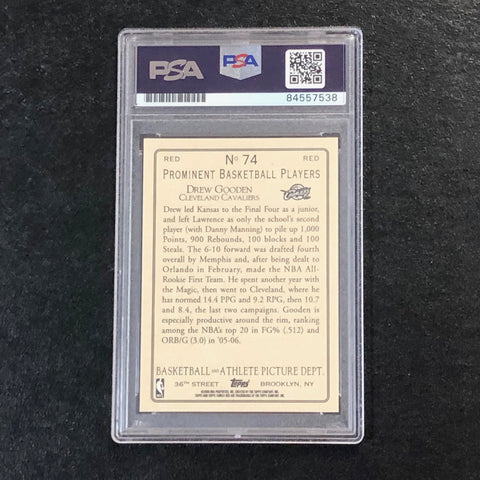 PSA
PSA
84557538
RED
No 74
RED
PROMINENT BASKETBALL PLAYERS
DREW GOODEN
CLEVELAND CAVALIERS
Drew led Kansas to the Final Four as a junior,
and left Lawrence as only the school's second
player (with Danny Manning) to pile up 1,000
Points, 900 Rebounds, 100 blocks and 100
Steals. The 6-10 forward was drafted fourth
overall by Memphis and, after being dealt to
Orlando in February, made the NBA All-
Rookie First Team. He spent another year with
the Magic, then went to Cleveland, where he
has normed 14.4 PPG and 9.2 RPG, then 10.7
and 8.4, the last two campaigns. Gooden is
especially productive around the rim, ranking
among the NBA's top 20 in FG% (.512) and
ORB/G (3.0) in '05-06.
BASKETBALL AND ATHLETE PICTURE DEPT.
36TH STREET
Topps
BROOKLYN, NY